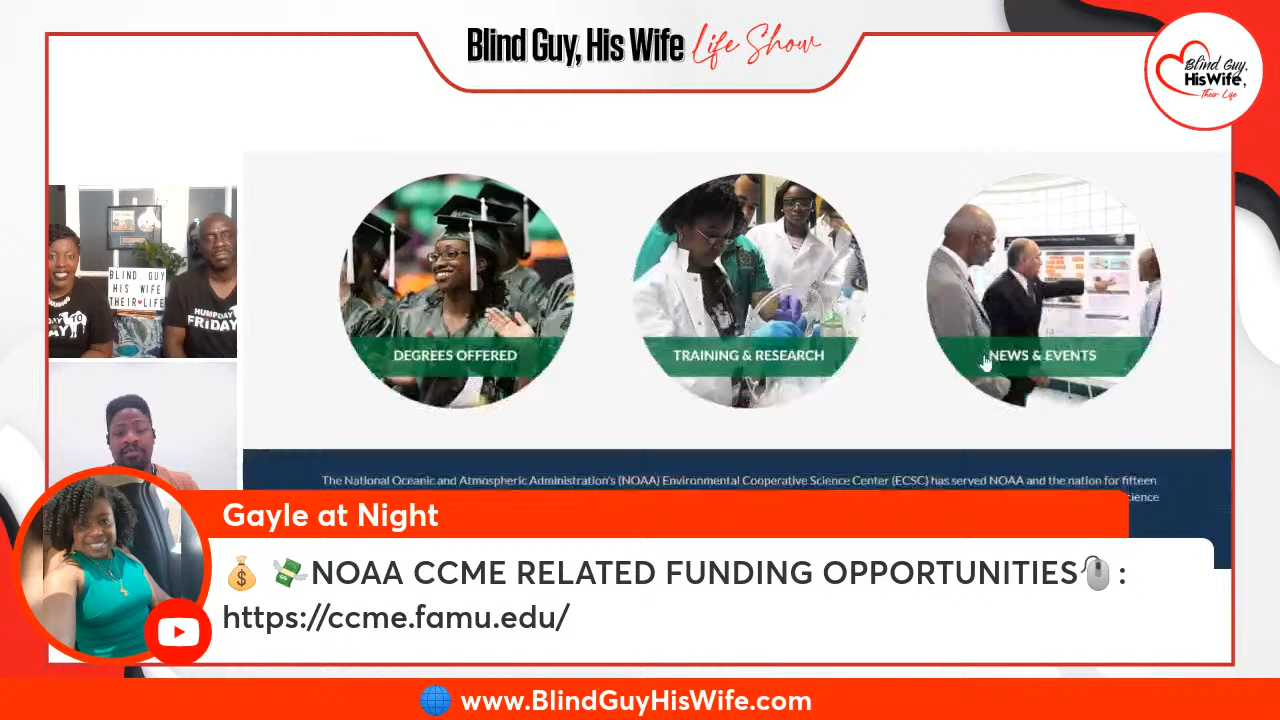 Blind Guy, His Wife Life Show
Blind Guy,
His Wife,
Their Life
BLIND GUY
HIS WIFE
THEIR LIFE
HUMPDAY
FRIDAY
DEGREES OFFERED
TRAINING & RESEARCH
NEWS & EVENTS
The National Oceanic and Atmospheric Administration's (NOAA) Environmental Cooperative Science Center (ECSC) has served NOAA and the nation for fifteen
science
Gayle at Night
💰 💸NOAA CCME RELATED FUNDING OPPORTUNITIES🖱️:
https://ccme.famu.edu/
🌐 www.BlindGuyHisWife.com